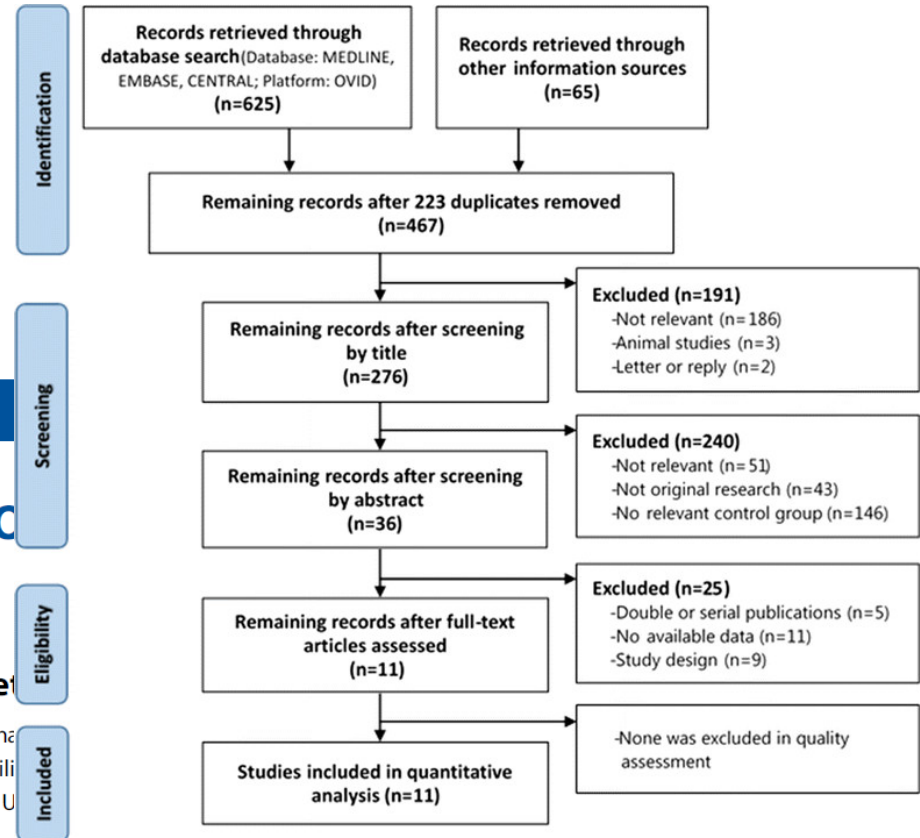 Identification
Records retrieved through
database search(Database: MEDLINE,
EMBASE, CENTRAL; Platform: OVID)
(n=625)
Records retrieved through
other information sources
(n=65)
Remaining records after 223 duplicates removed
(n=467)
Screening
Remaining records after screening
by title
(n=276)
Excluded (n=191)
-Not relevant (n=186)
-Animal studies (n=3)
-Letter or reply (n=2)
Remaining records after screening
by abstract
(n=36)
Excluded (n=240)
-Not relevant (n=51)
-Not original research (n=43)
-No relevant control group (n=146)
Eligibility
Remaining records after full-text
articles assessed
(n=11)
Excluded (n=25)
-Double or serial publications (n=5)
-No available data (n=11)
-Study design (n=9)
Included
Studies included in quantitative
analysis (n=11)
-None was excluded in quality
assessment